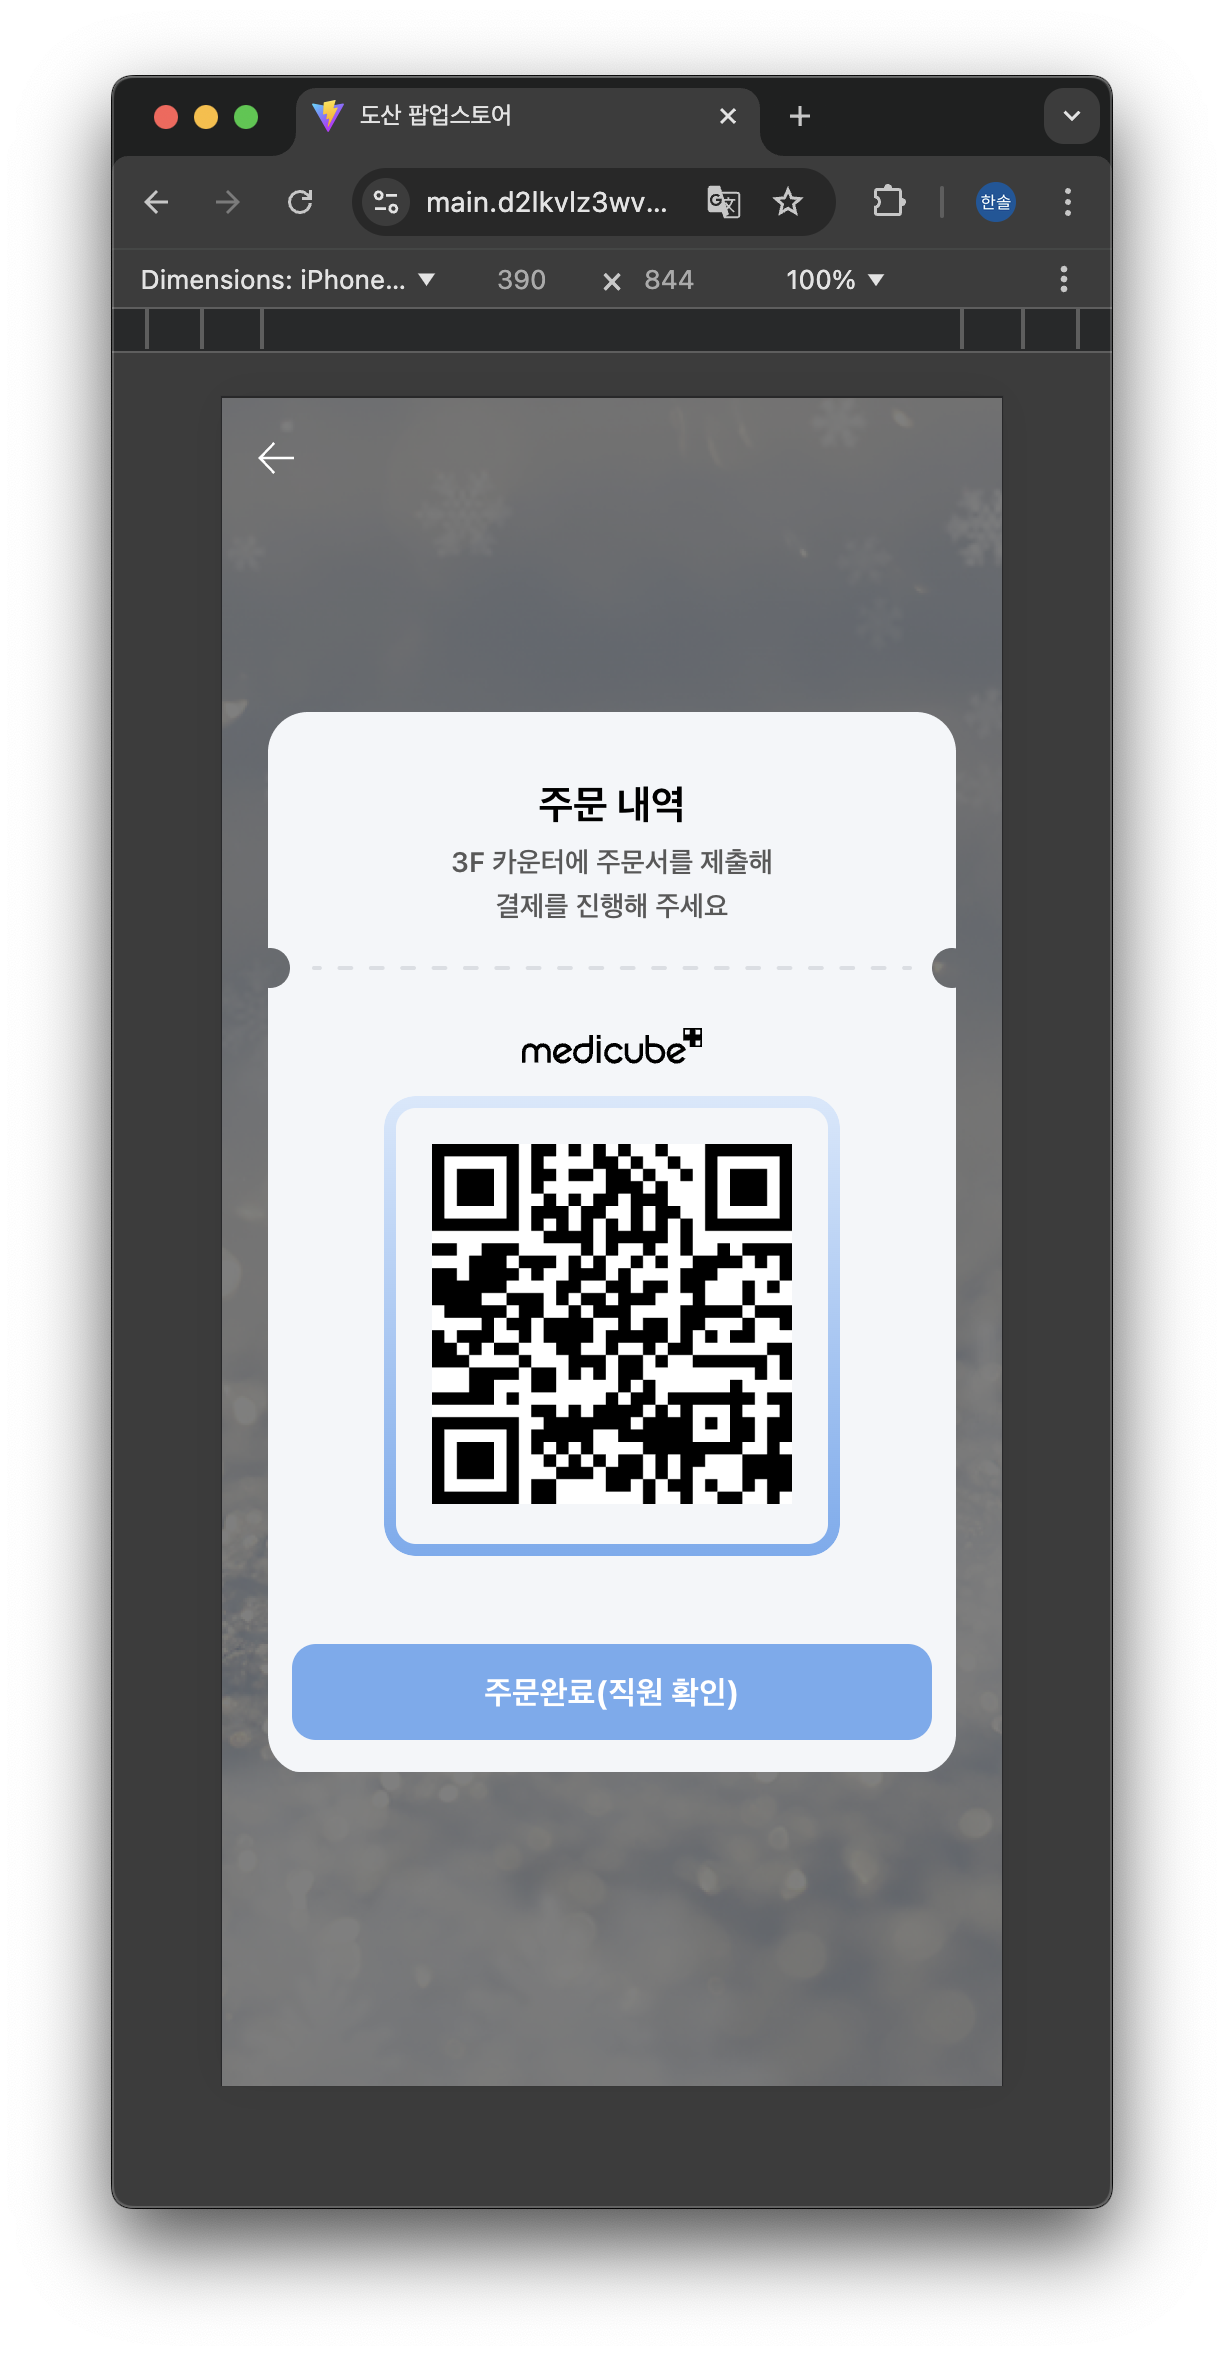 도산 팝업스토어
main.d2lkvlz3wv...
한솔
Dimensions: iPhone... 390 × 844 100%
주문 내역
3F 카운터에 주문서를 제출해
결제를 진행해 주세요
medicube
주문완료(직원 확인)